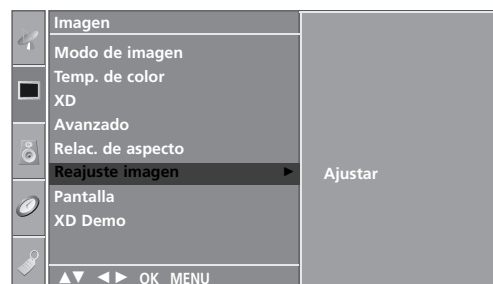 Imagen
Modo de imagen
Temp. de color
XD
Avanzado
Relac. de aspecto
Reajuste imagen ► Ajustar
Pantalla
XD Demo
▲▼ ◄► OK MENU